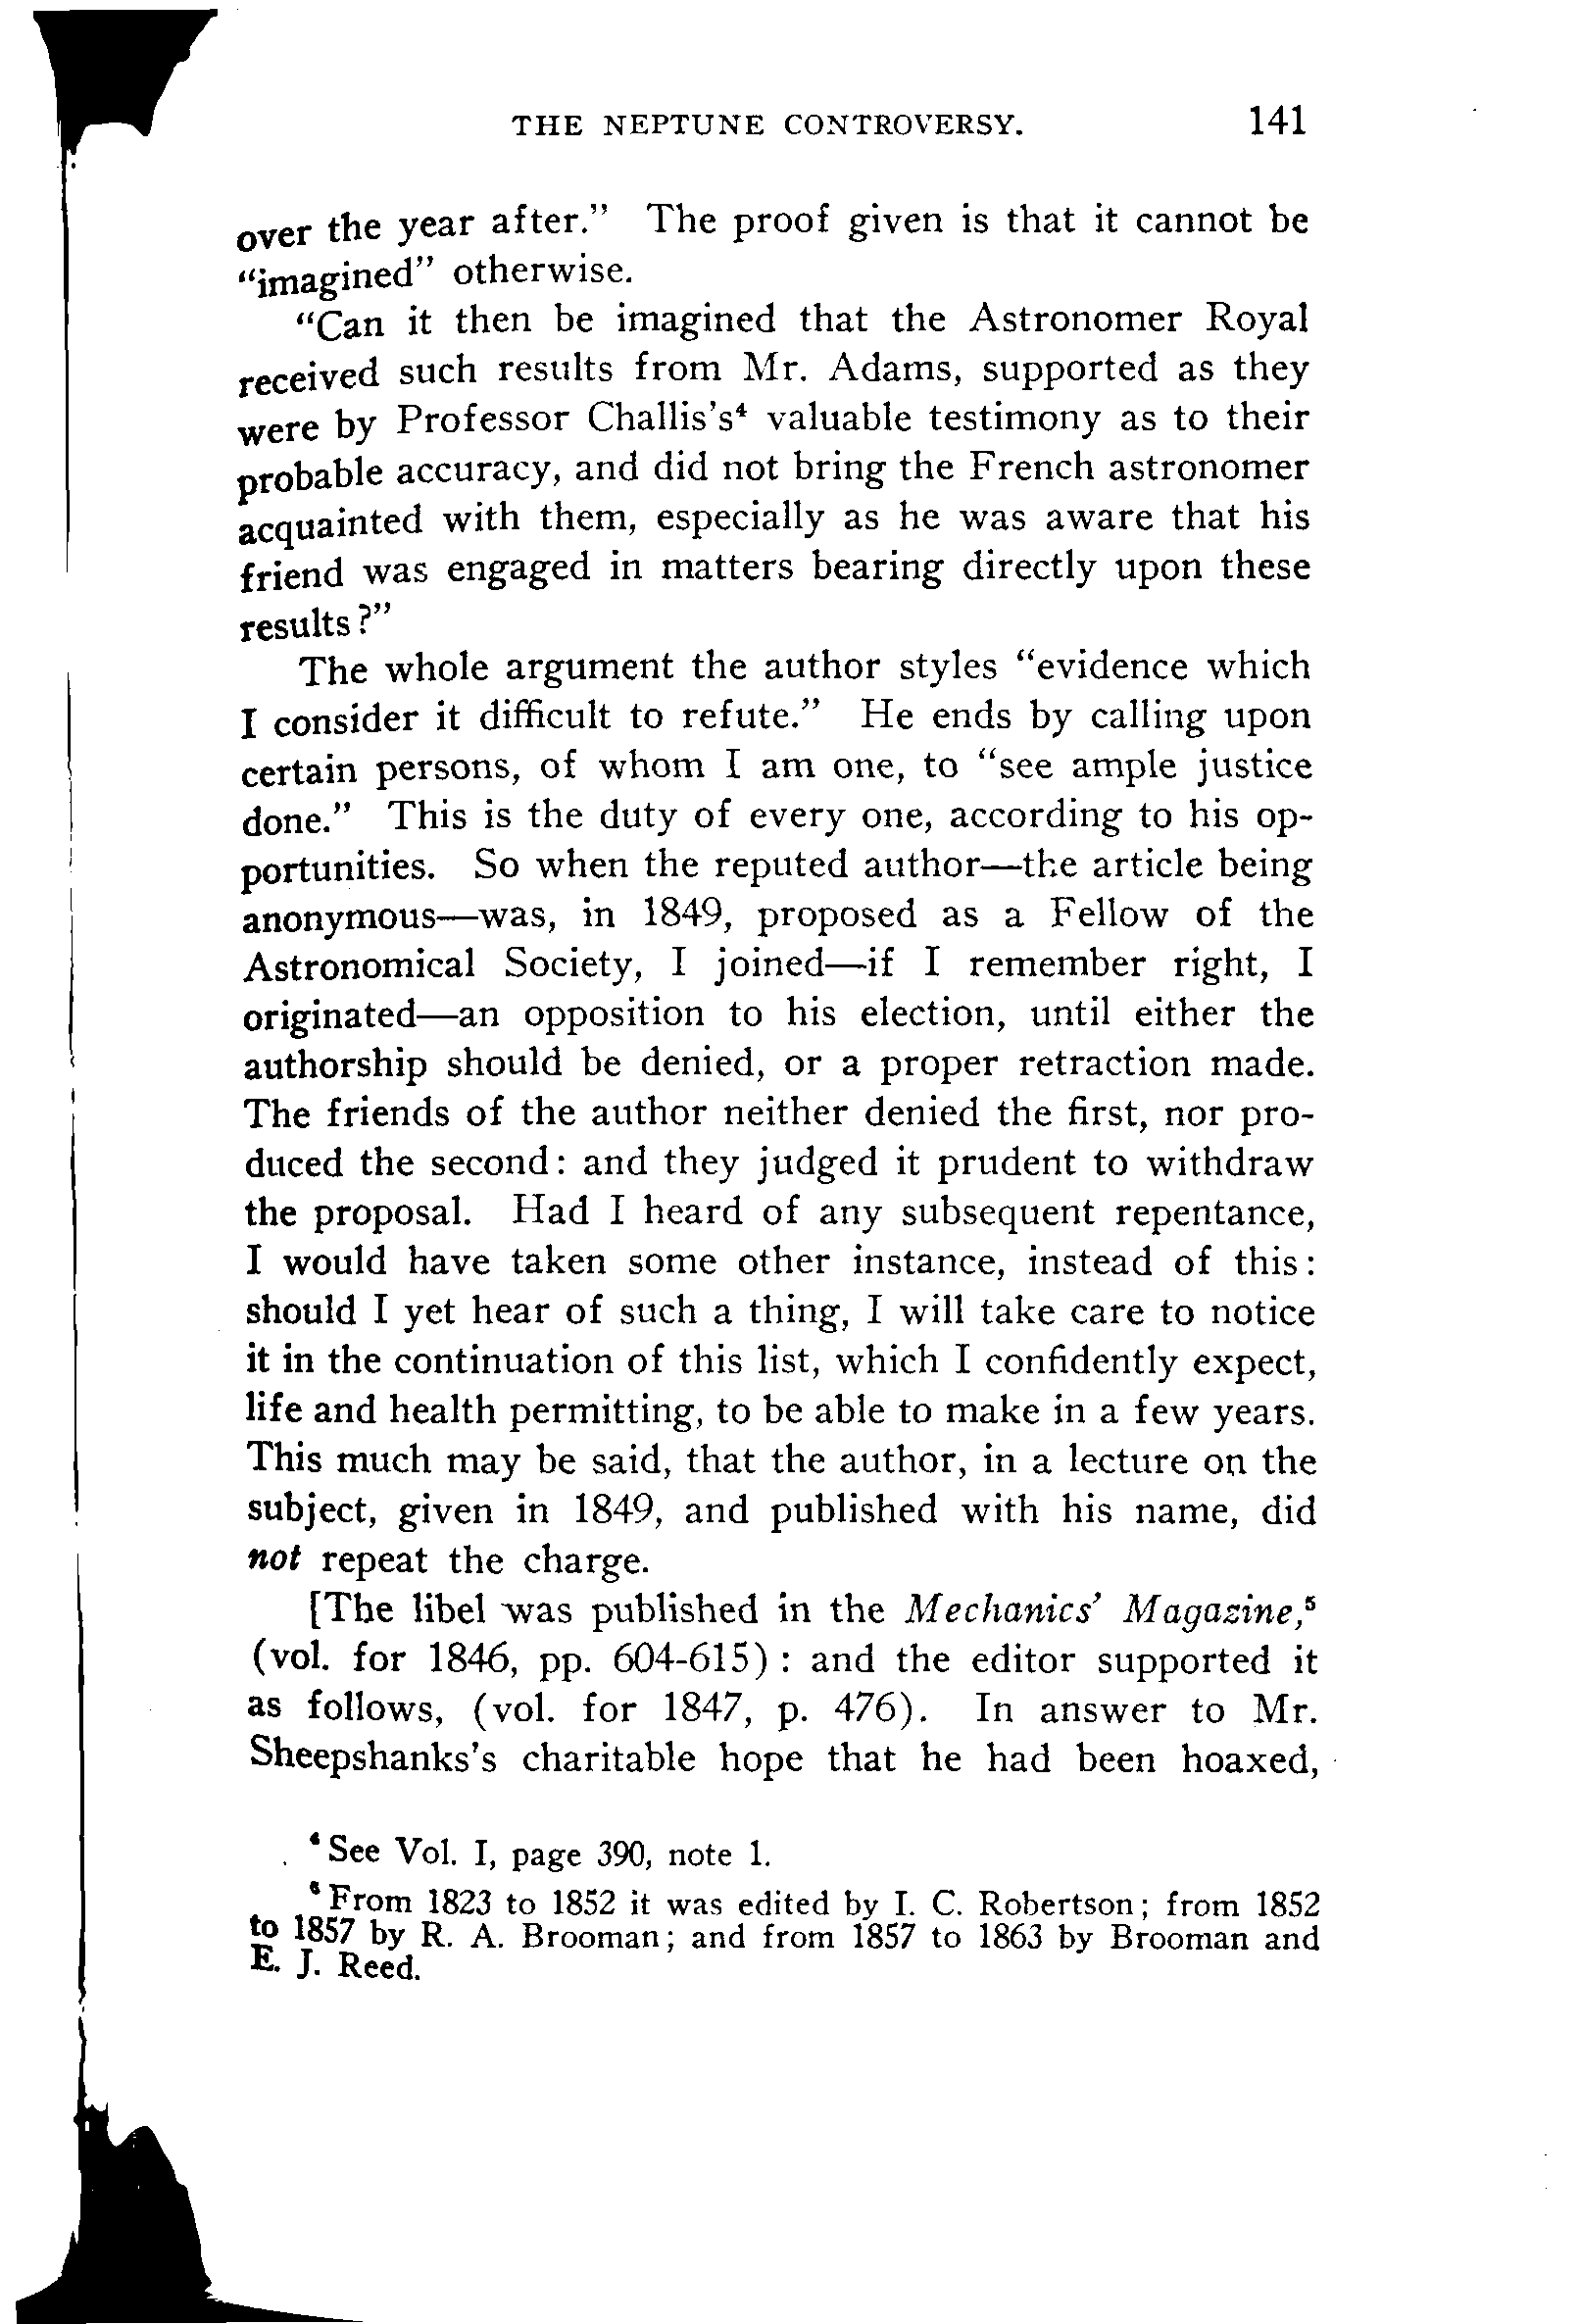 THE NEPTUNE CONTROVERSY. 141
over the year after." The proof given is that it cannot be
"imagined" otherwise.
"Can it then be imagined that the Astronomer Royal
received such results from Mr. Adams, supported as they
were by Professor Challis's⁴ valuable testimony as to their
probable accuracy, and did not bring the French astronomer
acquainted with them, especially as he was aware that his
friend was engaged in matters bearing directly upon these
results?"
The whole argument the author styles "evidence which
I consider it difficult to refute." He ends by calling upon
certain persons, of whom I am one, to "see ample justice
done." This is the duty of every one, according to his op-
portunities. So when the reputed author—the article being
anonymous—was, in 1849, proposed as a Fellow of the
Astronomical Society, I joined—if I remember right, I
originated—an opposition to his election, until either the
authorship should be denied, or a proper retraction made.
The friends of the author neither denied the first, nor pro-
duced the second: and they judged it prudent to withdraw
the proposal. Had I heard of any subsequent repentance,
I would have taken some other instance, instead of this:
should I yet hear of such a thing, I will take care to notice
it in the continuation of this list, which I confidently expect,
life and health permitting, to be able to make in a few years.
This much may be said, that the author, in a lecture on the
subject, given in 1849, and published with his name, did
not repeat the charge.
[The libel was published in the Mechanics' Magazine,⁵
(vol. for 1846, pp. 604-615): and the editor supported it
as follows, (vol. for 1847, p. 476). In answer to Mr.
Sheepshanks's charitable hope that he had been hoaxed,
⁴ See Vol. I, page 390, note 1.
⁵ From 1823 to 1852 it was edited by I. C. Robertson; from 1852
to 1857 by R. A. Brooman; and from 1857 to 1863 by Brooman and
E. J. Reed.